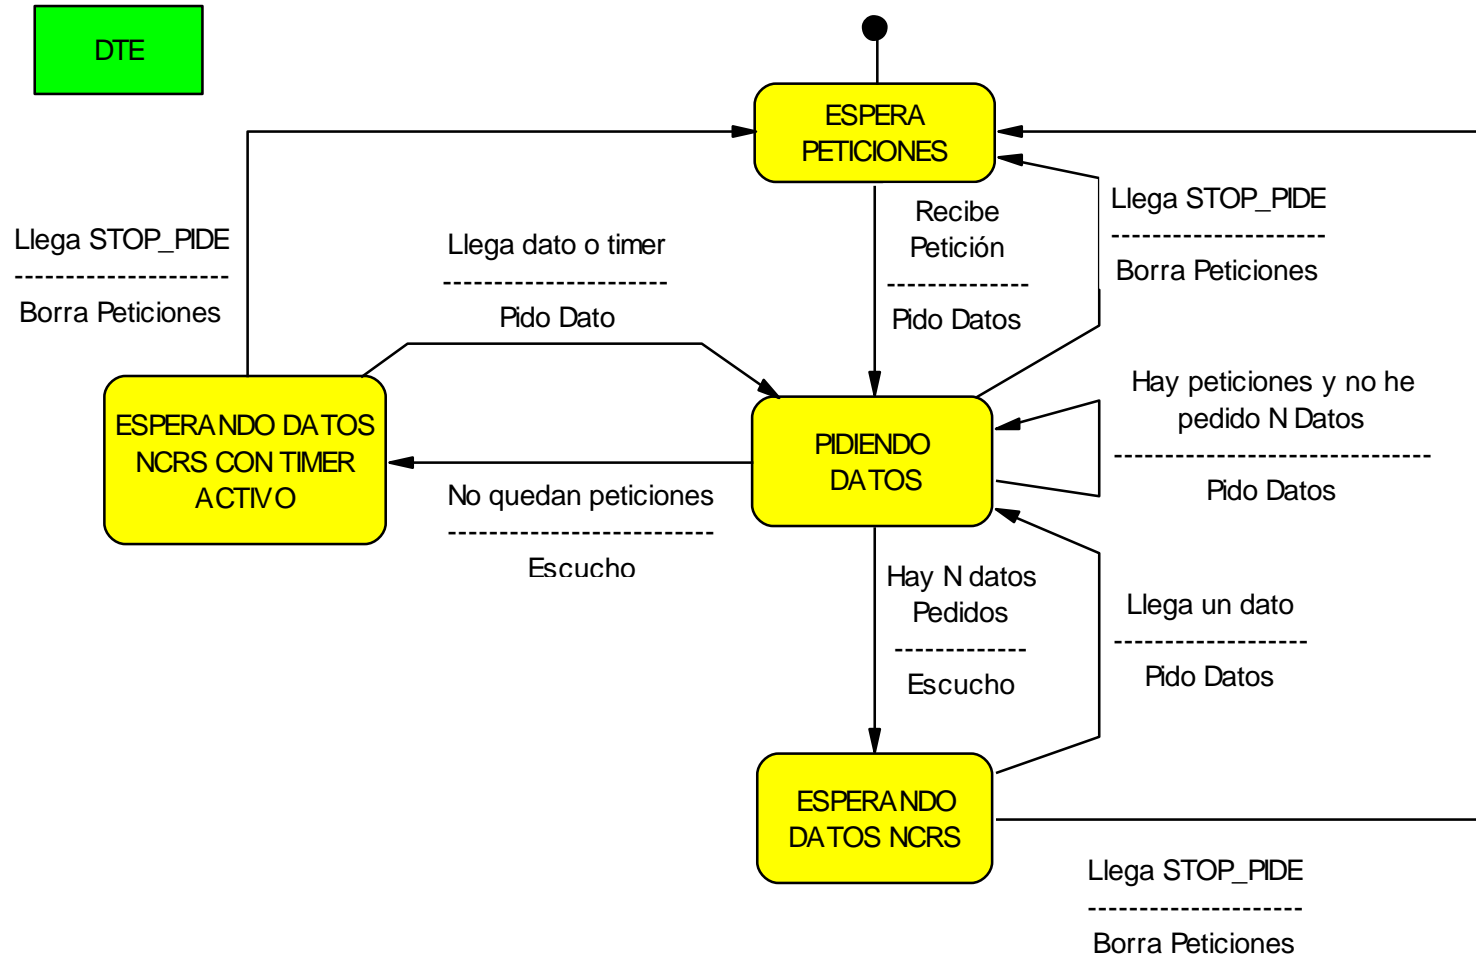 DTE
ESPERA
PETICIONES
Recibe
Petición
------------
Pido Datos
Llega STOP_PIDE
------------------
Borra Peticiones
Llega STOP_PIDE
------------------
Borra Peticiones
Llega dato o timer
-------------------
Pido Dato
Hay peticiones y no he
pedido N Datos
---------------------------
Pido Datos
ESPERANDO DATOS
NCRS CON TIMER
ACTIVO
PIDIENDO
DATOS
No quedan peticiones
-----------------------
Escucho
Hay N datos
Pedidos
-----------
Escucho
Llega un dato
----------------
Pido Datos
ESPERANDO
DATOS NCRS
Llega STOP_PIDE
------------------
Borra Peticiones